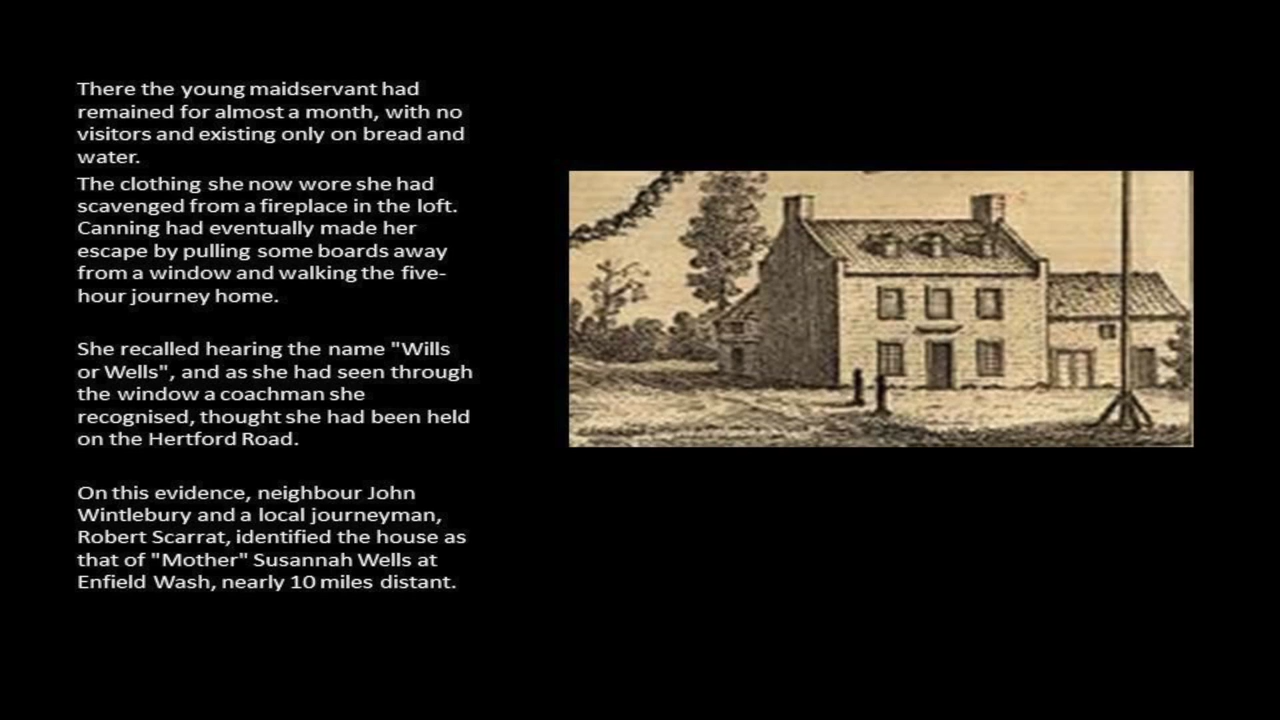 There the young maidservant had
remained for almost a month, with no
visitors and existing only on bread and
water.
The clothing she now wore she had
scavenged from a fireplace in the loft.
Canning had eventually made her
escape by pulling some boards away
from a window and walking the five-
hour journey home.
She recalled hearing the name "Wills
or Wells", and as she had seen through
the window a coachman she
recognised, thought she had been held
on the Hertford Road.
On this evidence, neighbour John
Wintlebury and a local journeyman,
Robert Scarrat, identified the house as
that of "Mother" Susannah Wells at
Enfield Wash, nearly 10 miles distant.